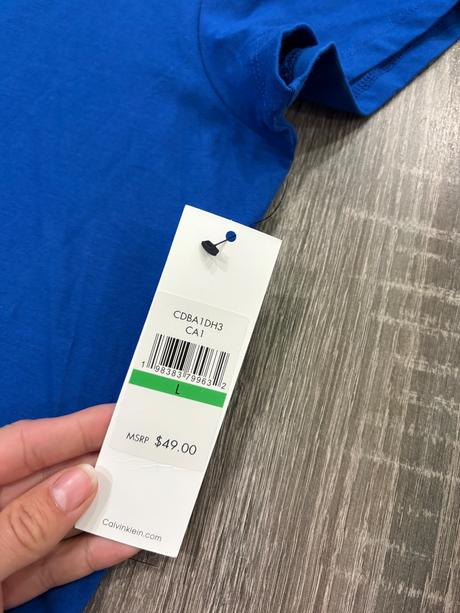 CDBA1DH3
CA1
1 98383 79963 2
L
MSRP $49.00
Calvinklein.com